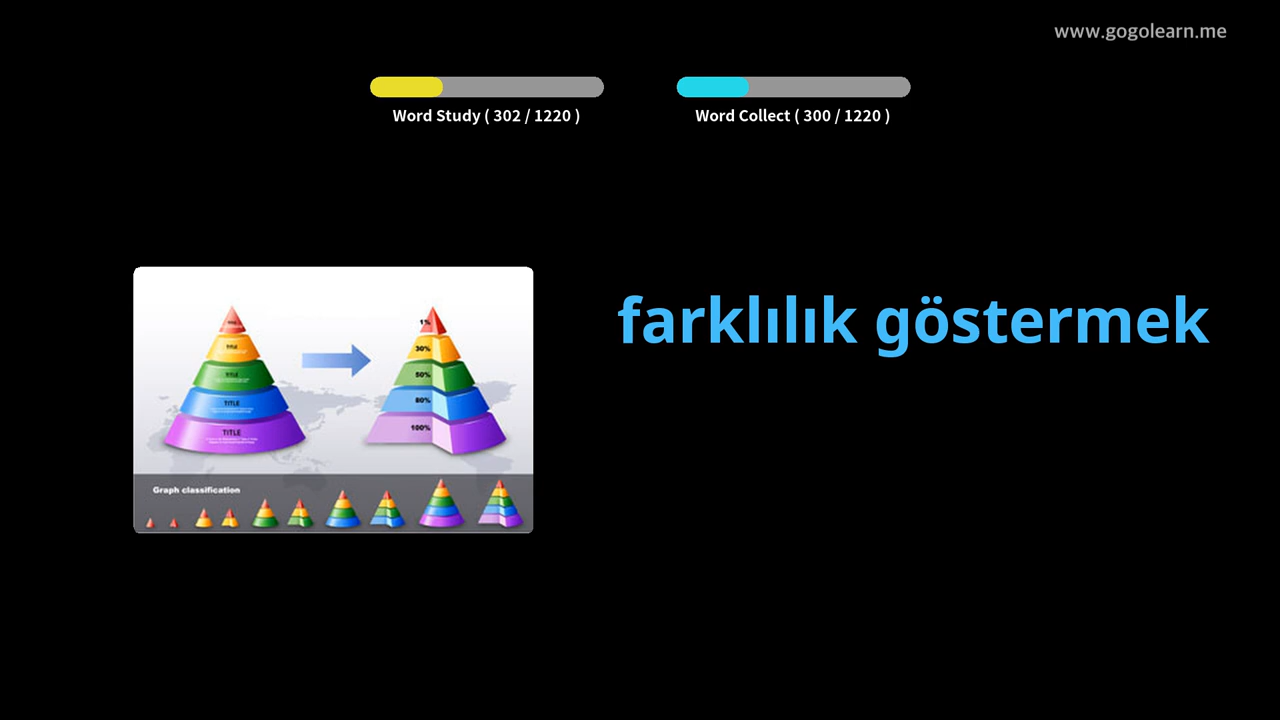 www.gogolearn.me
Word Study ( 302 / 1220 )
Word Collect ( 300 / 1220 )
farklılık göstermek
TITLE
TITLE
TITLE
TITLE
1%
30%
50%
80%
100%
Graph classification